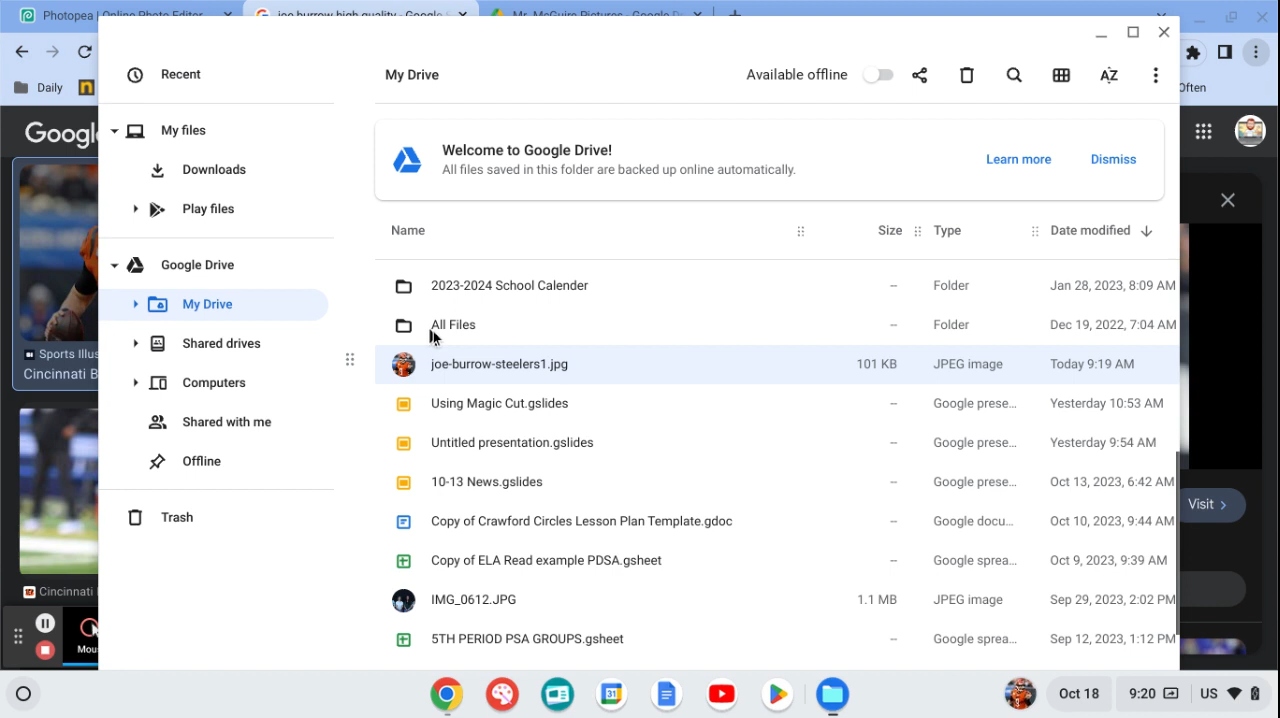 Photopea
Online Photo Edi
joe burrow high quality
Mr. Guidetti
Daily
Often
Googl
Recent
My Drive
Available offline
AZ
My files
Welcome to Google Drive!
All files saved in this folder are backed up online automatically.
Learn more
Dismiss
Downloads
Play files
Name
Size
Type
Date modified
Google Drive
2023-2024 School Calender
--
Folder
Jan 28, 2023, 8:09 AM
My Drive
All Files
--
Folder
Dec 19, 2022, 7:04 AM
Shared drives
Sports Illus
Cincinnati B
joe-burrow-steelers1.jpg
101 KB
JPEG image
Today 9:19 AM
Computers
Using Magic Cut.gslides
--
Google prese...
Yesterday 10:53 AM
Shared with me
Untitled presentation.gslides
--
Google prese...
Yesterday 9:54 AM
Offline
10-13 News.gslides
--
Google prese...
Oct 13, 2023, 6:42 AM
Visit
Trash
Copy of Crawford Circles Lesson Plan Template.gdoc
--
Google docu...
Oct 10, 2023, 9:44 AM
Copy of ELA Read example PDSA.gsheet
--
Google sprea...
Oct 9, 2023, 9:39 AM
Cincinnati
IMG_0612.JPG
1.1 MB
JPEG image
Sep 29, 2023, 2:02 PM
5TH PERIOD PSA GROUPS.gsheet
--
Google sprea...
Sep 12, 2023, 1:12 PM
Mou
31
Oct 18
9:20
US